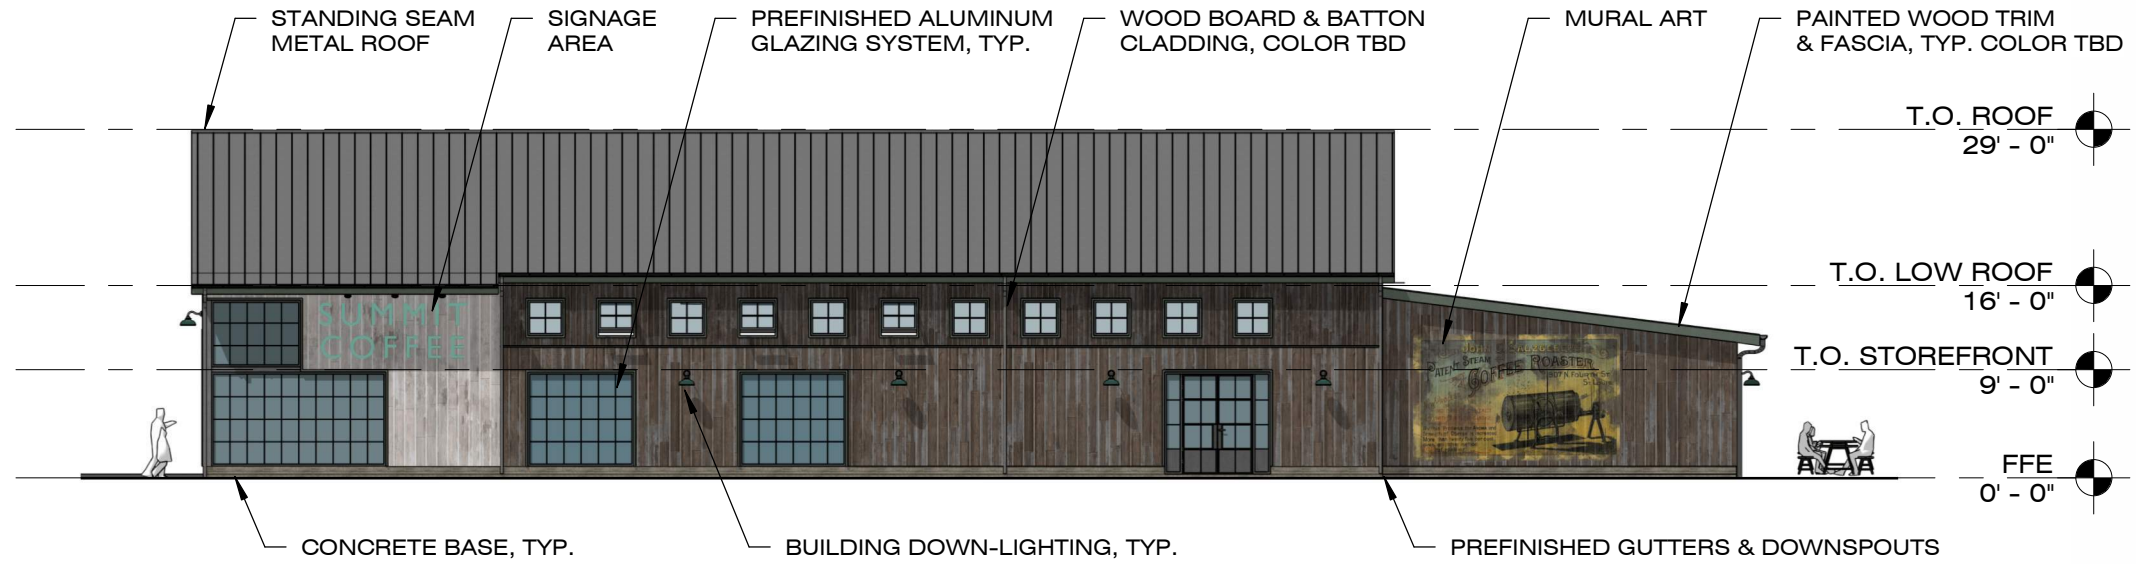 STANDING SEAM
METAL ROOF
SIGNAGE
AREA
PREFINISHED ALUMINUM
GLAZING SYSTEM, TYP.
WOOD BOARD & BATTON
CLADDING, COLOR TBD
MURAL ART
PAINTED WOOD TRIM
& FASCIA, TYP. COLOR TBD
T.O. ROOF
29' - 0"
T.O. LOW ROOF
16' - 0"
T.O. STOREFRONT
9' - 0"
FFE
0' - 0"
SUMMIT
COFFEE
STEAM
COFFEE ROASTER
CONCRETE BASE, TYP.
BUILDING DOWN-LIGHTING, TYP.
PREFINISHED GUTTERS & DOWNSPOUTS